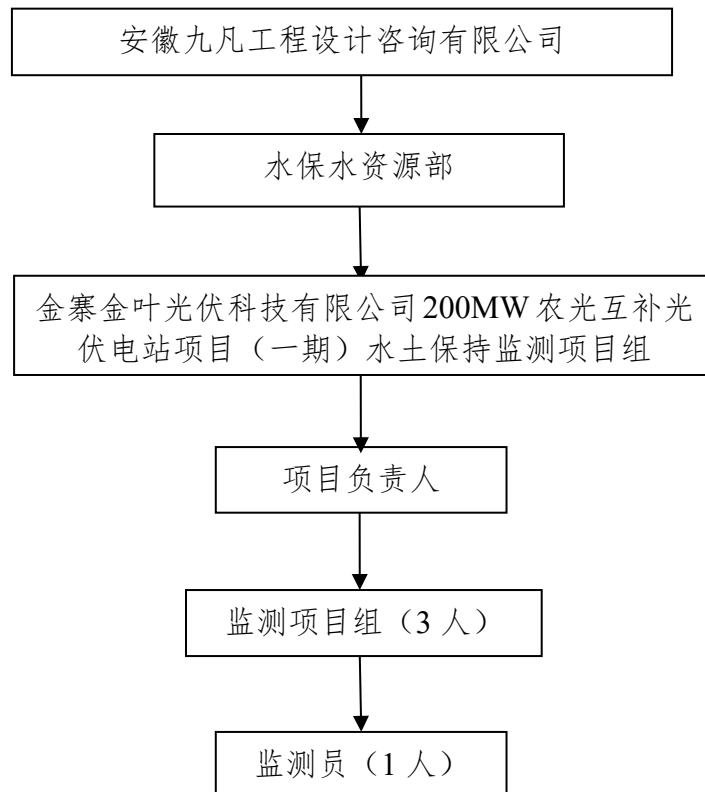 安徽九凡工程设计咨询有限公司
水保水资源部
金寨金叶光伏科技有限公司200MW农光互补光
伏电站项目（一期）水土保持监测项目组
项目负责人
监测项目组（3人）
监测员（1人）